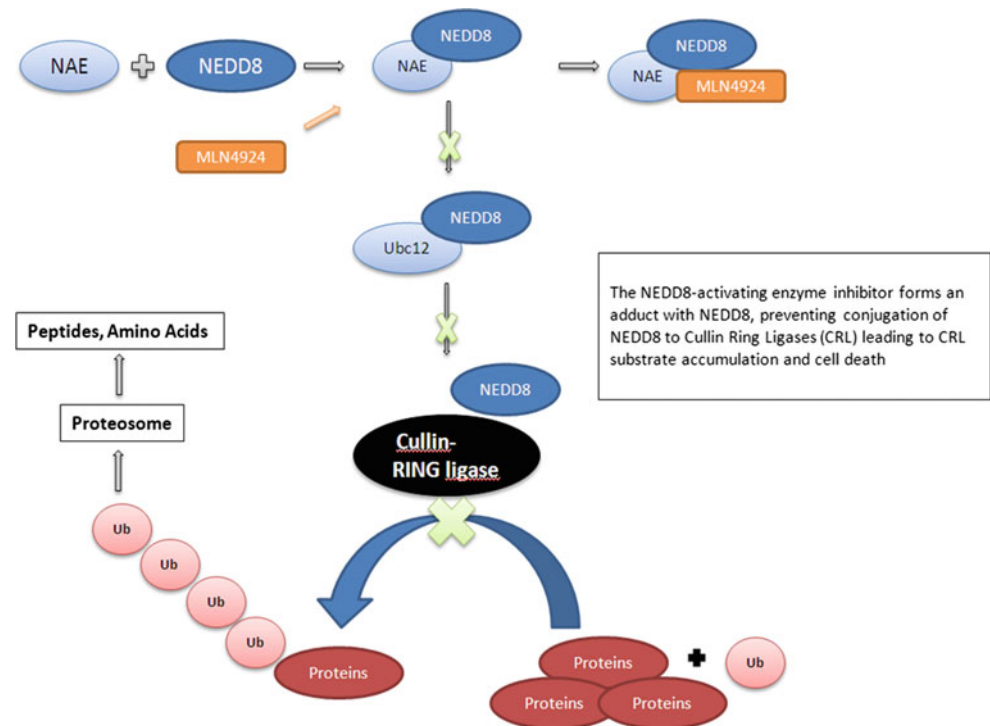 NAE
NEDD8
NAE
NEDD8
NAE
NEDD8
MLN4924
MLN4924
NEDD8
Ubc12
The NEDD8-activating enzyme inhibitor forms an
adduct with NEDD8, preventing conjugation of
NEDD8 to Cullin Ring Ligases (CRL) leading to CRL
substrate accumulation and cell death
Peptides, Amino Acids
Proteosome
NEDD8
Cullin-
RING ligase
Ub
Ub
Ub
Ub
Proteins
Proteins
Proteins
Proteins
Ub